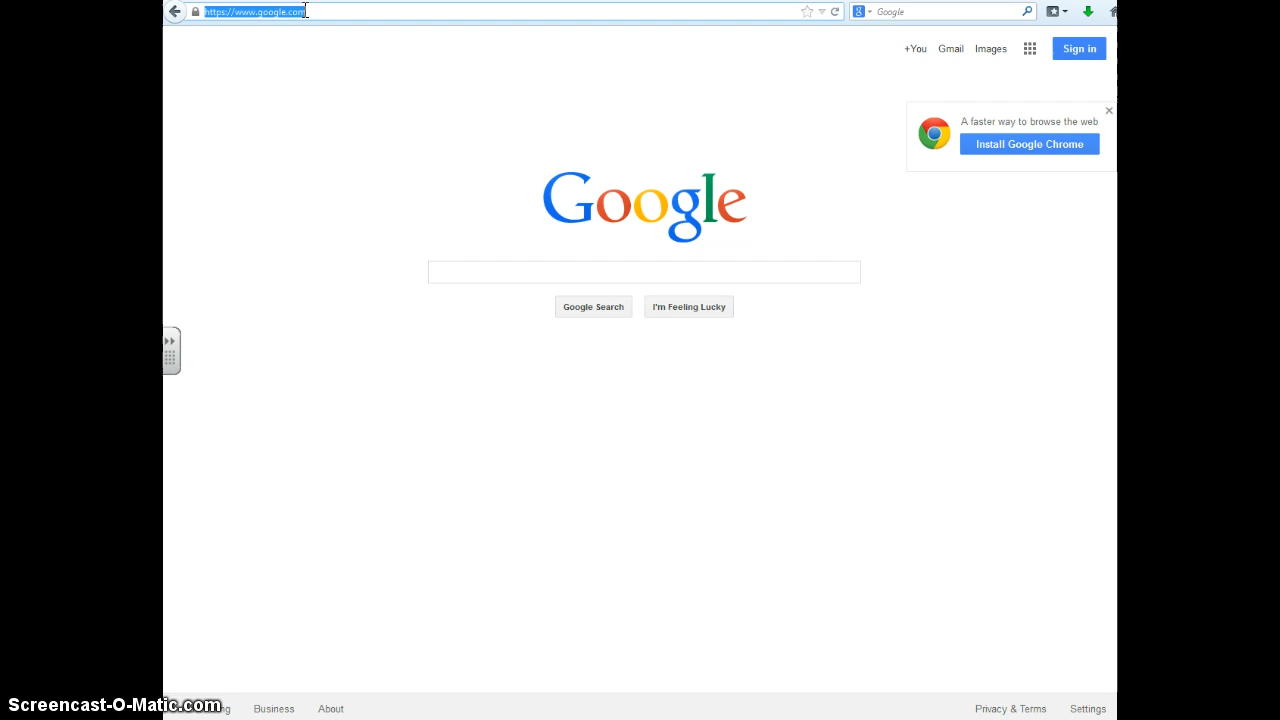 https://www.google.com
Google
+You Gmail Images Sign in
A faster way to browse the web
Install Google Chrome
Google
Google Search I'm Feeling Lucky
Screencast-O-Matic.com
Business About Privacy & Terms Settings